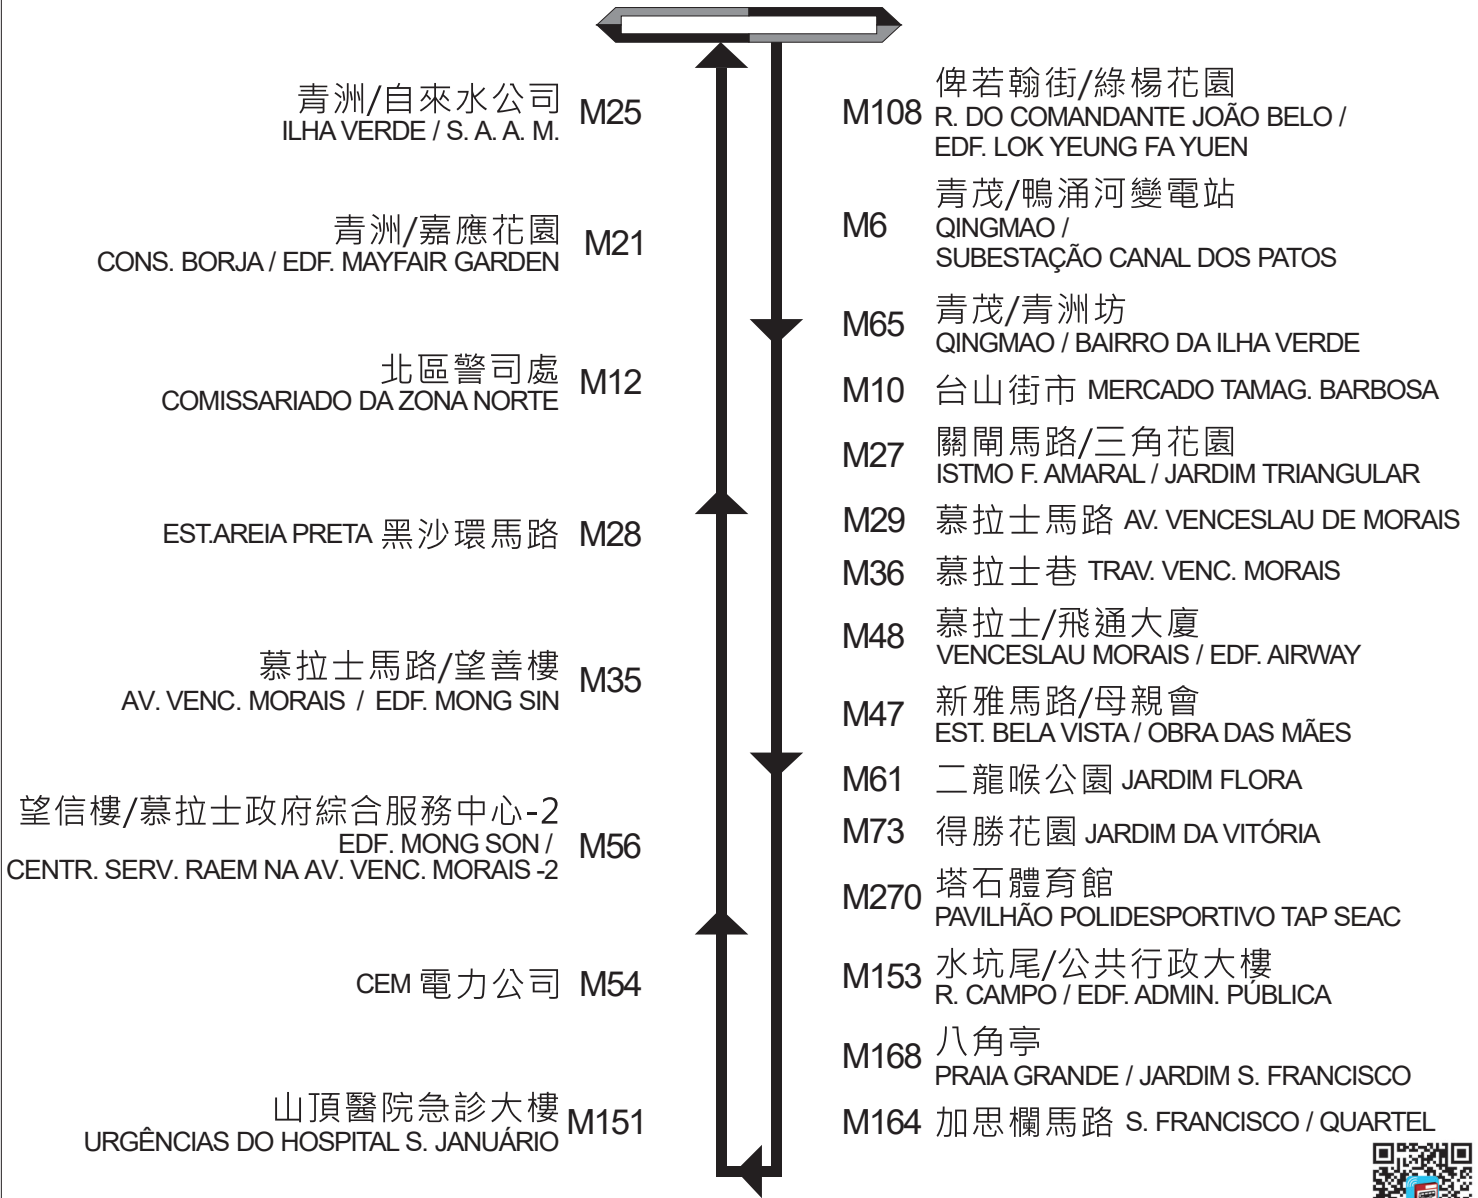 青洲/自來水公司
ILHA VERDE / S. A. A. M.
M25
青洲/嘉應花園
CONS. BORJA / EDF. MAYFAIR GARDEN
M21
北區警司處
COMISSARIADO DA ZONA NORTE
M12
EST.AREIA PRETA 黑沙環馬路 M28
慕拉士馬路/望善樓
AV. VENC. MORAIS / EDF. MONG SIN
M35
望信樓/慕拉士政府綜合服務中心-2
EDF. MONG SON /
CENTR. SERV. RAEM NA AV. VENC. MORAIS -2
M56
CEM 電力公司 M54
山頂醫院急診大樓
URGÊNCIAS DO HOSPITAL S. JANUÁRIO
M151
M108
俾若翰街/綠楊花園
R. DO COMANDANTE JOÃO BELO /
EDF. LOK YEUNG FA YUEN
M6
青茂/鴨涌河變電站
QINGMAO /
SUBESTAÇÃO CANAL DOS PATOS
M65
青茂/青洲坊
QINGMAO / BAIRRO DA ILHA VERDE
M10 台山街市 MERCADO TAMAG. BARBOSA
M27
關閘馬路/三角花園
ISTMO F. AMARAL / JARDIM TRIANGULAR
M29 慕拉士馬路 AV. VENCESLAU DE MORAIS
M36 慕拉士巷 TRAV. VENC. MORAIS
M48
慕拉士/飛通大廈
VENCESLAU MORAIS / EDF. AIRWAY
M47
新雅馬路/母親會
EST. BELA VISTA / OBRA DAS MÃES
M61 二龍喉公園 JARDIM FLORA
M73 得勝花園 JARDIM DA VITÓRIA
M270
塔石體育館
PAVILHÃO POLIDESPORTIVO TAP SEAC
M153
水坑尾/公共行政大樓
R. CAMPO / EDF. ADMIN. PÚBLICA
M168
八角亭
PRAIA GRANDE / JARDIM S. FRANCISCO
M164 加思欄馬路 S. FRANCISCO / QUARTEL